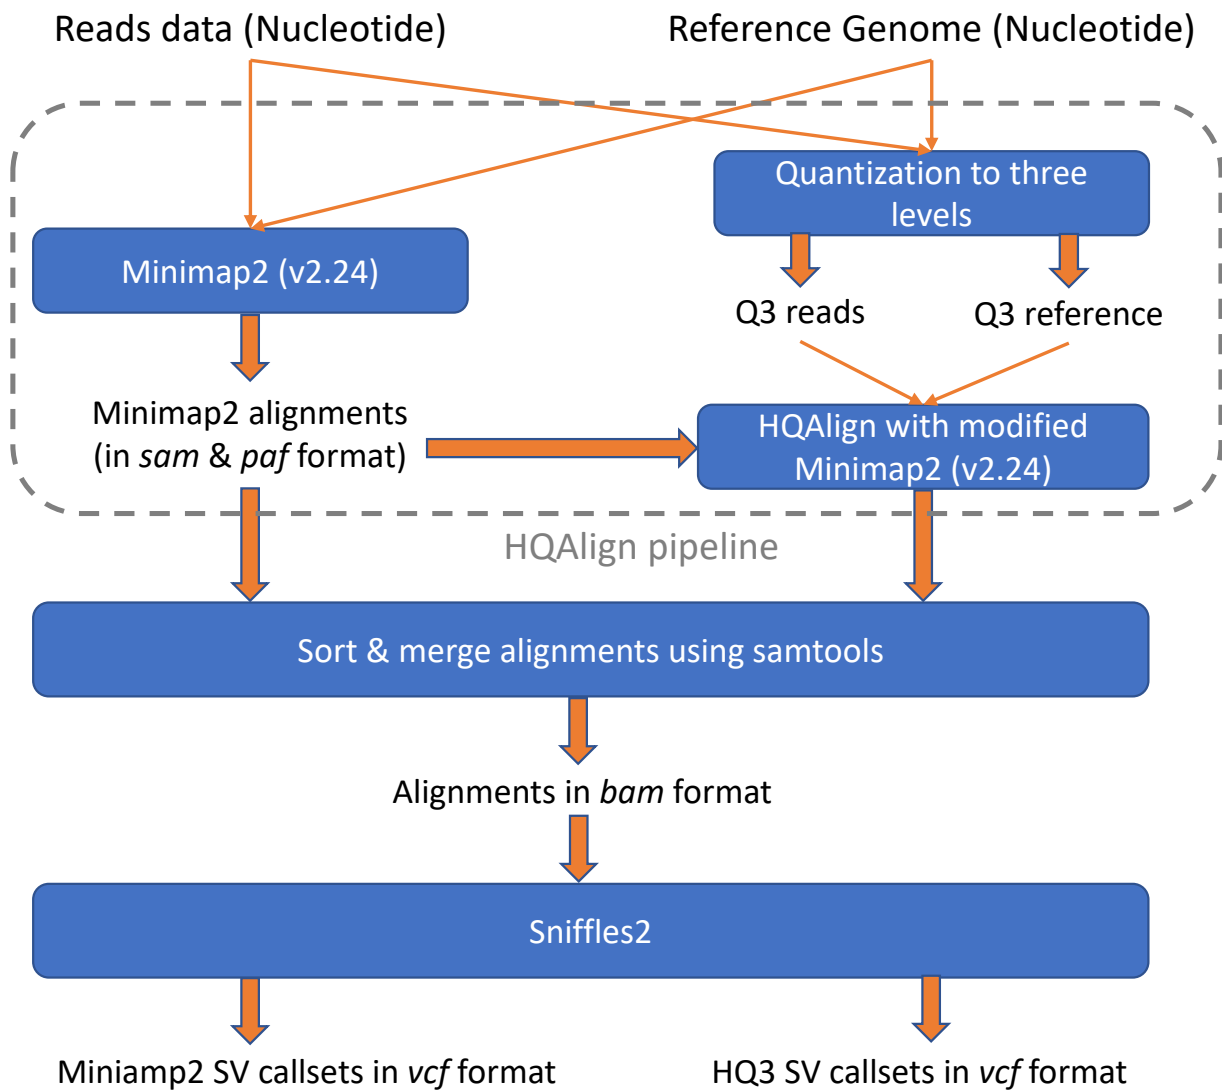 Reads data (Nucleotide)
Reference Genome (Nucleotide)
Quantization to three
levels
Minimap2 (v2.24)
Q3 reads
Q3 reference
Minimap2 alignments
(in sam & paf format)
HQAlign with modified
Minimap2 (v2.24)
HQAlign pipeline
Sort & merge alignments using samtools
Alignments in bam format
Sniffles2
Miniamp2 SV callsets in vcf format
HQ3 SV callsets in vcf format